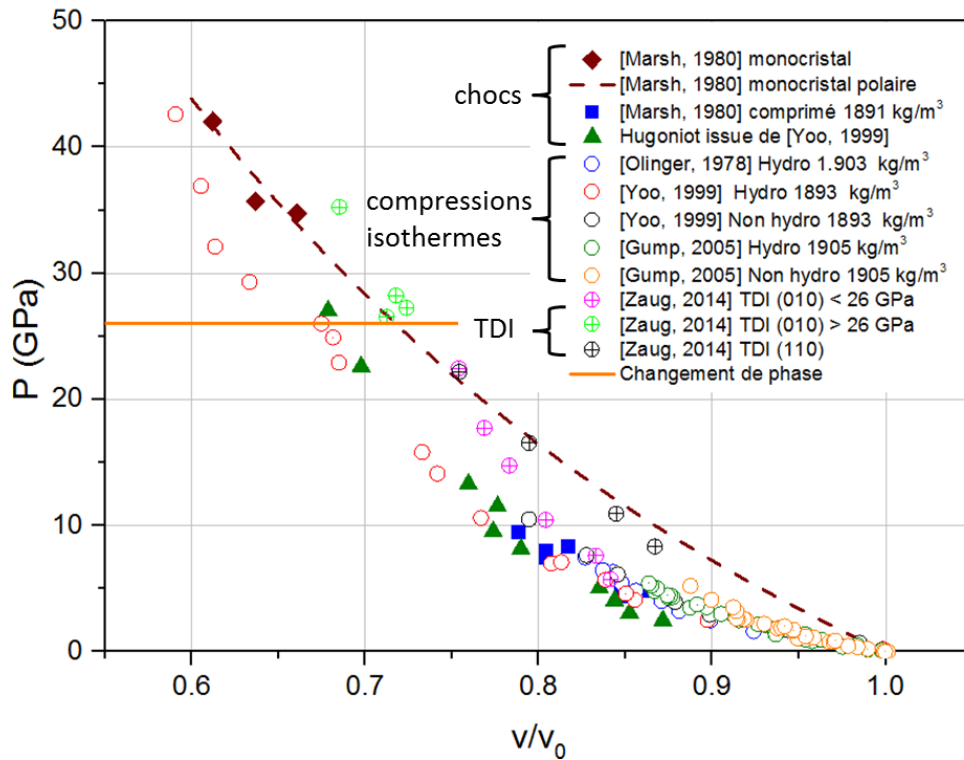 50
40
30
20
10
0
P (GPa)
0.6
0.7
0.8
0.9
1.0
v/v₀
chocs
[Marsh, 1980] monocristal
[Marsh, 1980] monocristal polaire
[Marsh, 1980] comprimé 1891 kg/m³
Hugoniot issue de [Yoo, 1999]
compressions
isothermes
[Olinger, 1978] Hydro 1.903 kg/m³
[Yoo, 1999] Hydro 1893 kg/m³
[Yoo, 1999] Non hydro 1893 kg/m³
[Gump, 2005] Hydro 1905 kg/m³
[Gump, 2005] Non hydro 1905 kg/m³
TDI
[Zaug, 2014] TDI (010) < 26 GPa
[Zaug, 2014] TDI (010) > 26 GPa
[Zaug, 2014] TDI (110)
Changement de phase